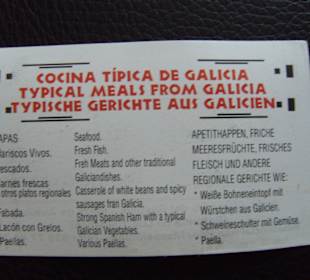 COCINA TÍPICA DE GALICIA
TYPICAL MEALS FROM GALICIA
TYPISCHE GERICHTE AUS GALICIEN
APAS
ariscos Vivos.
escados.
arnes frescas
otros platos regionales
Fabada.
Lacón con Grelos.
Paellas.
Seafood.
Fresh Fish.
Freh Meats and other traditional
Galiciandishes.
Casserole of white beans and spicy
sausages fran Galicia.
Strong Spanish Ham with a typical
Galician Vegetables.
Various Paellas.
APETITHAPPEN, FRICHE
MEERESFRÜCHTE, FRISCHES
FLEISCH UND ANDERE
REGIONALE GERICHTE WIE:
* Weiße Bohneneintopf mit
Würstchen aus Galicien.
* Schweineschulter mit Gemüse.
* Paella.